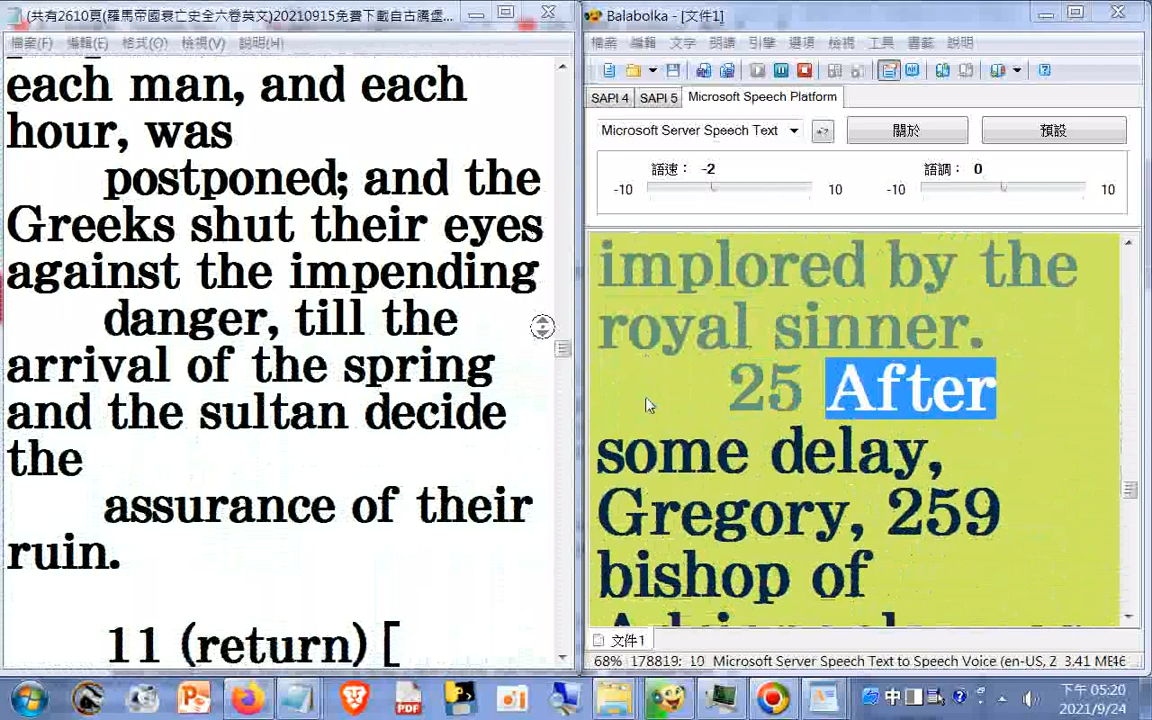 (共有2610頁(羅馬帝國衰亡史全六卷英文)20210915免費下載自古騰堡...
檔案(F) 編輯(E) 格式(O) 檢視(V) 說明(H)
each man, and each
hour, was
postponed; and the
Greeks shut their eyes
against the impending
danger, till the
arrival of the spring
and the sultan decide
the
assurance of their
ruin.
11 (return) [
Balabolka - [文件1]
檔案 編輯 文字 朗讀 引擎 選項 檢視 工具 書籤 說明
SAPI 4 SAPI 5 Microsoft Speech Platform
Microsoft Server Speech Text 關於 預設
語速： -2 語調： 0
-10 10 -10 10
implored by the
royal sinner.
25 After
some delay,
Gregory, 259
bishop of
文件1
68% 178819: 10 Microsoft Server Speech Text to Speech Voice (en-US, Z 3.41 ME46
中 下午 05:20
2021/9/24